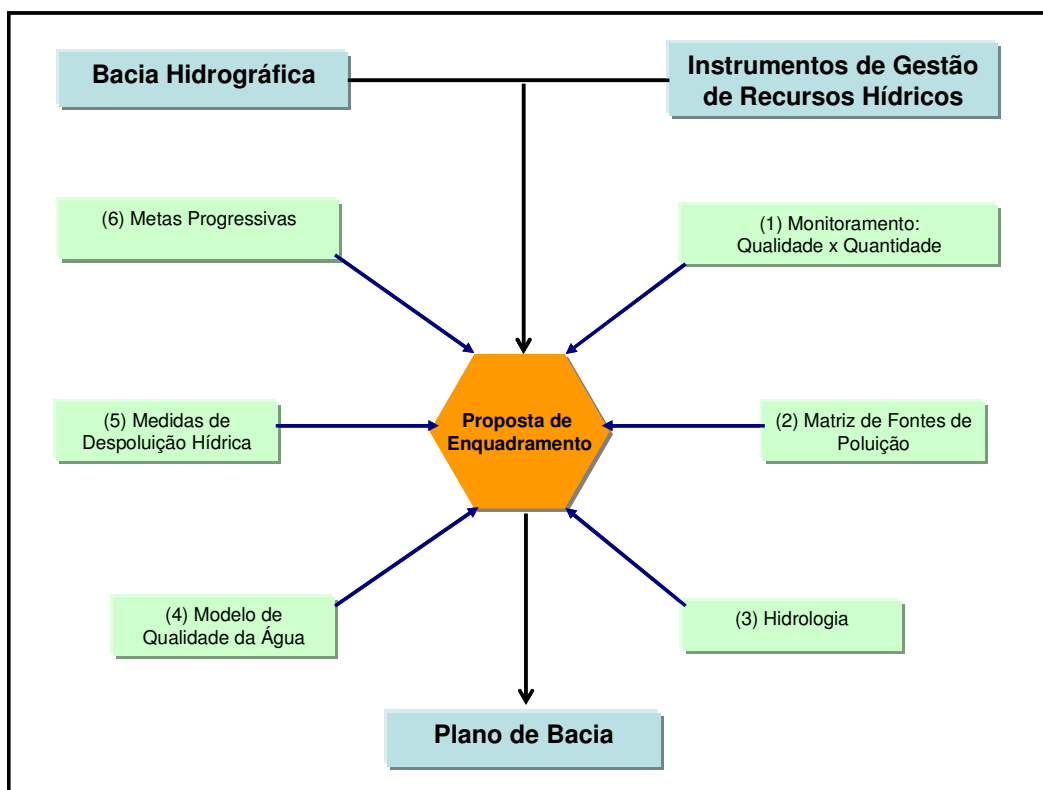 Bacia Hidrográfica
Instrumentos de Gestão
de Recursos Hídricos
(6) Metas Progressivas
(1) Monitoramento:
Qualidade x Quantidade
(5) Medidas de
Despoluição Hídrica
Proposta de
Enquadramento
(2) Matriz de Fontes de
Poluição
(4) Modelo de
Qualidade da Água
(3) Hidrologia
Plano de Bacia